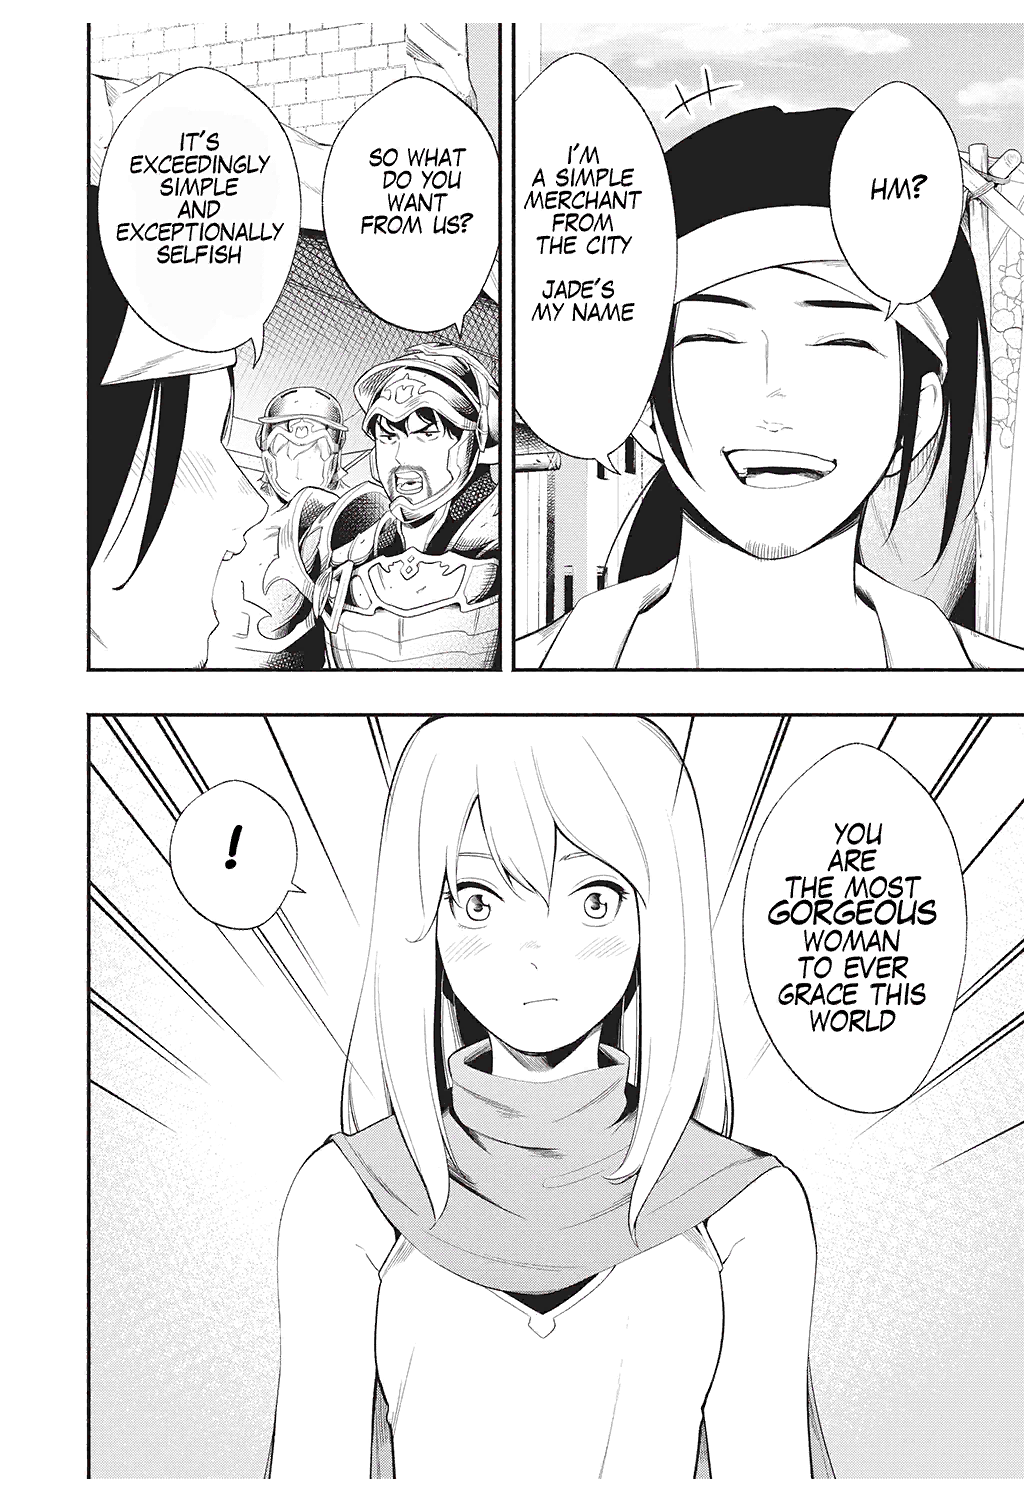 HM?
I'M
A SIMPLE
MERCHANT
FROM
THE CITY
JADE'S
MY NAME
SO WHAT
DO YOU
WANT
FROM US?
IT'S
EXCEEDINGLY
SIMPLE
AND
EXCEPTIONALLY
SELFISH
YOU
ARE
THE MOST
GORGEOUS
WOMAN
TO EVER
GRACE THIS
WORLD
!